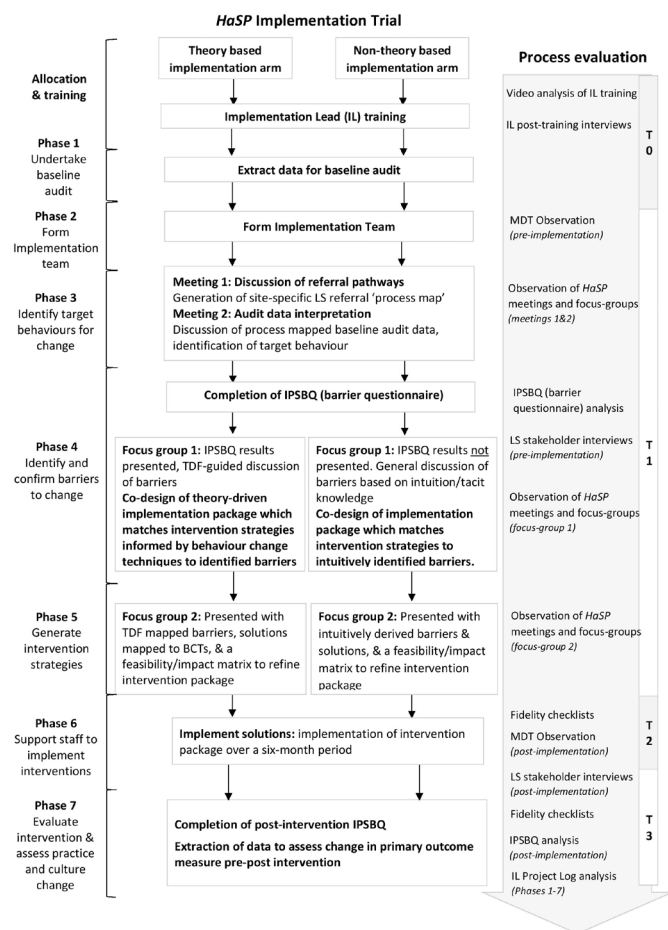 HaSP Implementation Trial
Theory based
implementation arm
Non-theory based
implementation arm
Process evaluation
Allocation
& training
Implementation Lead (IL) training
Video analysis of IL training
IL post-training interviews
T
0
Phase 1
Undertake
baseline
audit
Extract data for baseline audit
Phase 2
Form
Implementation
team
Form Implementation Team
MDT Observation
(pre-implementation)
Phase 3
Identify target
behaviours for
change
Meeting 1: Discussion of referral pathways
Generation of site-specific LS referral 'process map'
Meeting 2: Audit data interpretation
Discussion of process mapped baseline audit data,
identification of target behaviour
Observation of HaSP
meetings and focus-groups
(meetings 1&2)
Completion of IPSBQ (barrier questionnaire)
IPSBQ (barrier
questionnaire) analysis
Phase 4
Identify and
confirm barriers
to change
Focus group 1: IPSBQ results
presented, TDF-guided discussion
of barriers
Co-design of theory-driven
implementation package which
matches intervention strategies
informed by behaviour change
techniques to identified barriers
Focus group 1: IPSBQ results not
presented. General discussion of
barriers based on intuition/tacit
knowledge
Co-design of implementation
package which matches
intervention strategies to
intuitively identified barriers.
LS stakeholder interviews
(pre-implementation)
T
1
Observation of HaSP
meetings and focus-groups
(focus-group 1)
Phase 5
Generate
intervention
strategies
Focus group 2: Presented with
TDF mapped barriers, solutions
mapped to BCTs, & a
feasibility/impact matrix to refine
intervention package
Focus group 2: Presented with
intuitively derived barriers &
solutions, & a feasibility/impact
matrix to refine intervention
package
Observation of HaSP
meetings and focus-groups
(focus-group 2)
Phase 6
Support staff to
implement
interventions
Implement solutions: implementation of intervention
package over a six-month period
Fidelity checklists
MDT Observation
(post-implementation)
T
2
LS stakeholder interviews
(post-implementation)
Phase 7
Evaluate
intervention &
assess practice
and culture
change
Completion of post-intervention IPSBQ
Extraction of data to assess change in primary outcome
measure pre-post intervention
Fidelity checklists
IPSBQ analysis
(post-implementation)
IL Project Log analysis
(Phases 1-7)
T
3